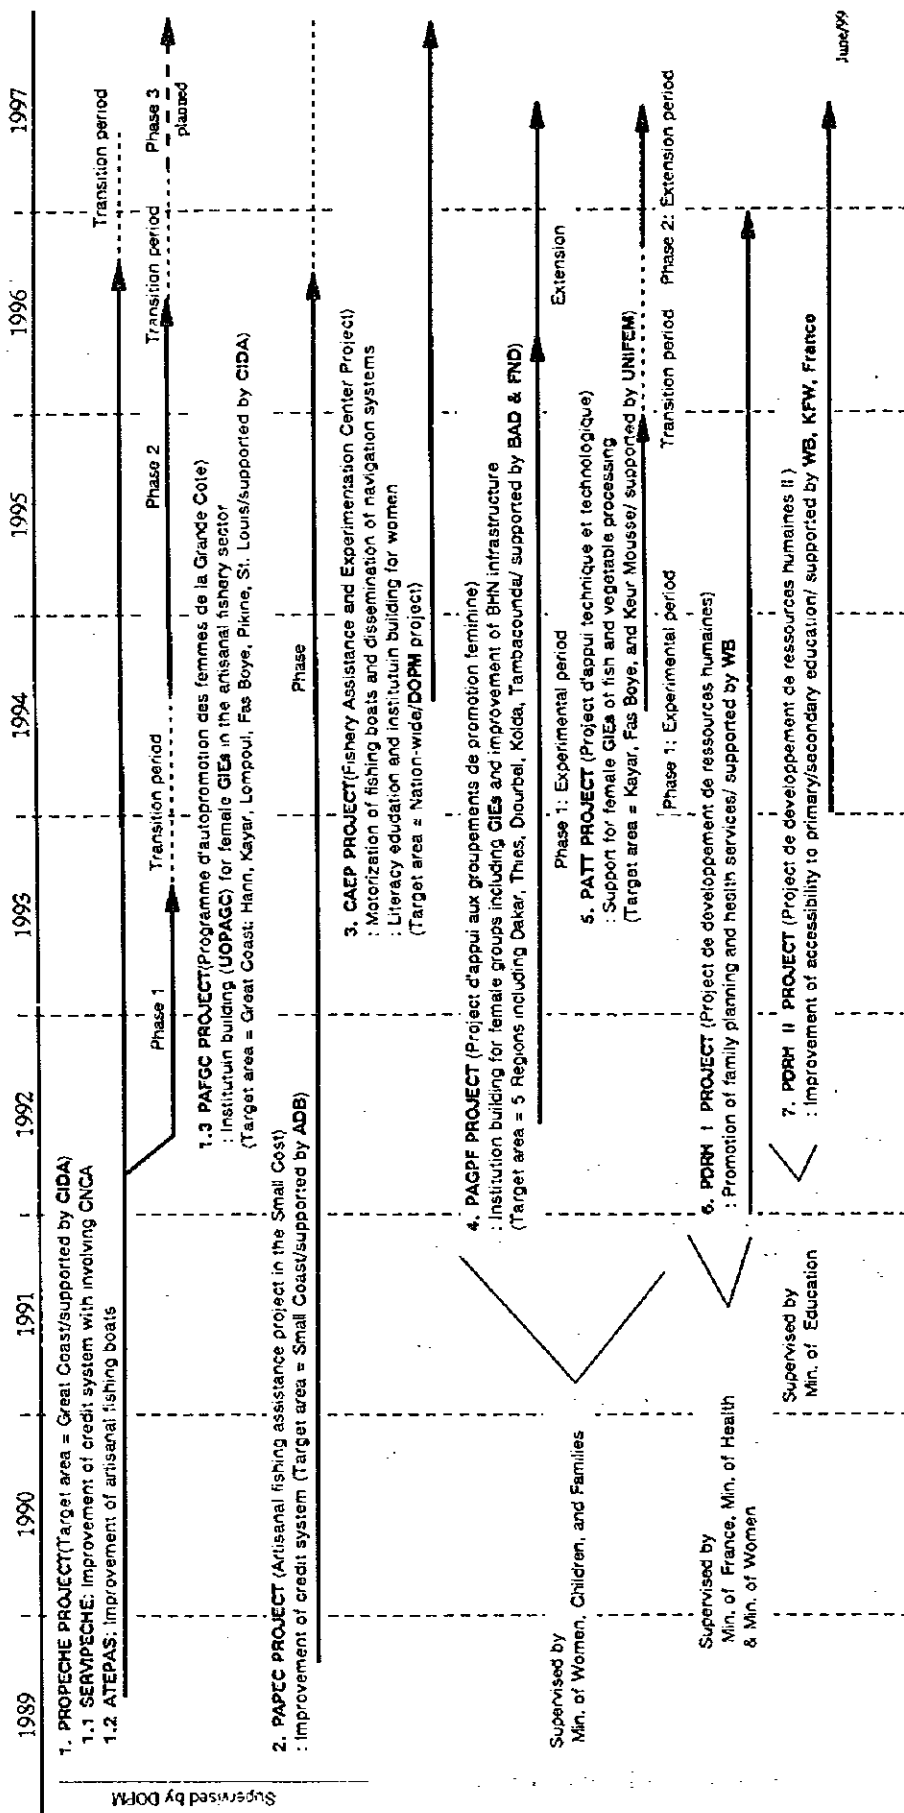 1989 1990 1991 1992 1993 1994 1995 1996 1997
Supervised by DOPM
1. PROPECHE PROJECT(Target area = Great Coast/supported by CIDA)
1.1 SERVIPECHE: Improvement of credit system with involving CNCA
1.2 ATEPAS: Improvement of artisanal fishing boats
Transition period
Phase 1
Transition period
Phase 2
Transition period
Phase 3
planned
1.3 PAFGC PROJECT(Programme d'autopromotion des femmes de la Grande Cote)
: Institutuin building (UOPAGC) for female GIEs in the artisanal fishery sector
(Target area = Great Coast: Hann, Kayar, Lompoul, Fas Boye, Pikine, St. Louis/supported by CIDA)
2. PAPEC PROJECT (Artisanal fishing assistance project in the Small Cost)
: Improvement of credit system (Target area = Small Coast/supported by ADB)
Phase
3. CAEP PROJECT(Fishery Assistance and Experimentation Center Project)
: Motorization of fishing boats and dissemination of navigation systems
: Literacy edudation and institutuin building for women
(Target area = Nation-wide/DOPM project)
Supervised by
Min. of Women, Children, and Families
4. PAGPF PROJECT (Project d'appui aux groupements de promotion feminine)
: Institution building for female groups including GIEs and improvement of BHN infrastructure
(Target area = 5 Regions including Dakar, Thies, Diourbal, Kolda, Tambacounda/ supported by BAD & FND)
Phase 1: Experimental period
Extension
5. PATT PROJECT (Project d'appui technique et technologique)
: Support for female GIEs of fish and vegetable processing
(Target area = Kayar, Fas Boye, and Keur Mousse/ supported by UNIFEM)
Phase 1: Experimental period
Transition period
Phase 2: Extension period
Supervised by
Min. of France, Min. of Health
& Min. of Women
6. PDRH I PROJECT (Project de developpement de ressources humaines)
: Promotion of family planning and health services/ supported by WB
Supervised by
Min. of Education
7. PDRH II PROJECT (Project de developpement de ressources humaines II)
: Improvement of accessibility to primary/secondary education/ supported by WB, KFW, France
June/99